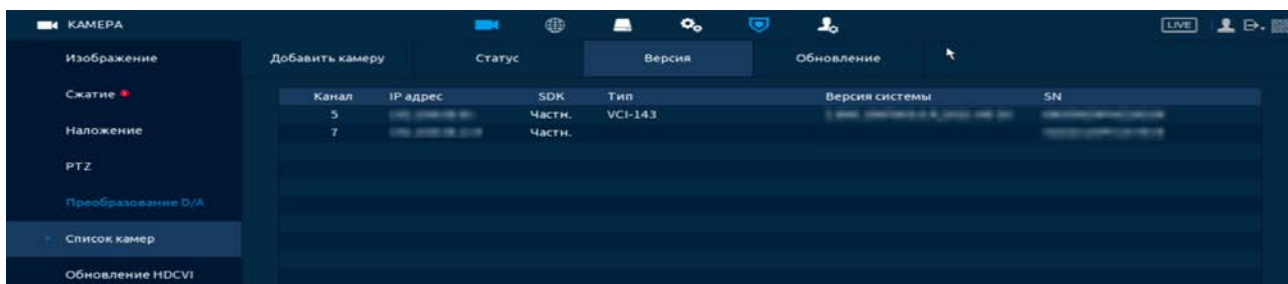 КАМЕРА LIVE
Изображение
Сжатие
Наложение
PTZ
Преобразование D/A
Список камер
Обновление HDCVI
Добавить камеру Статус Версия Обновление
Канал IP адрес SDK Тип Версия системы SN
5 Частн. VCI-143
7 Частн.